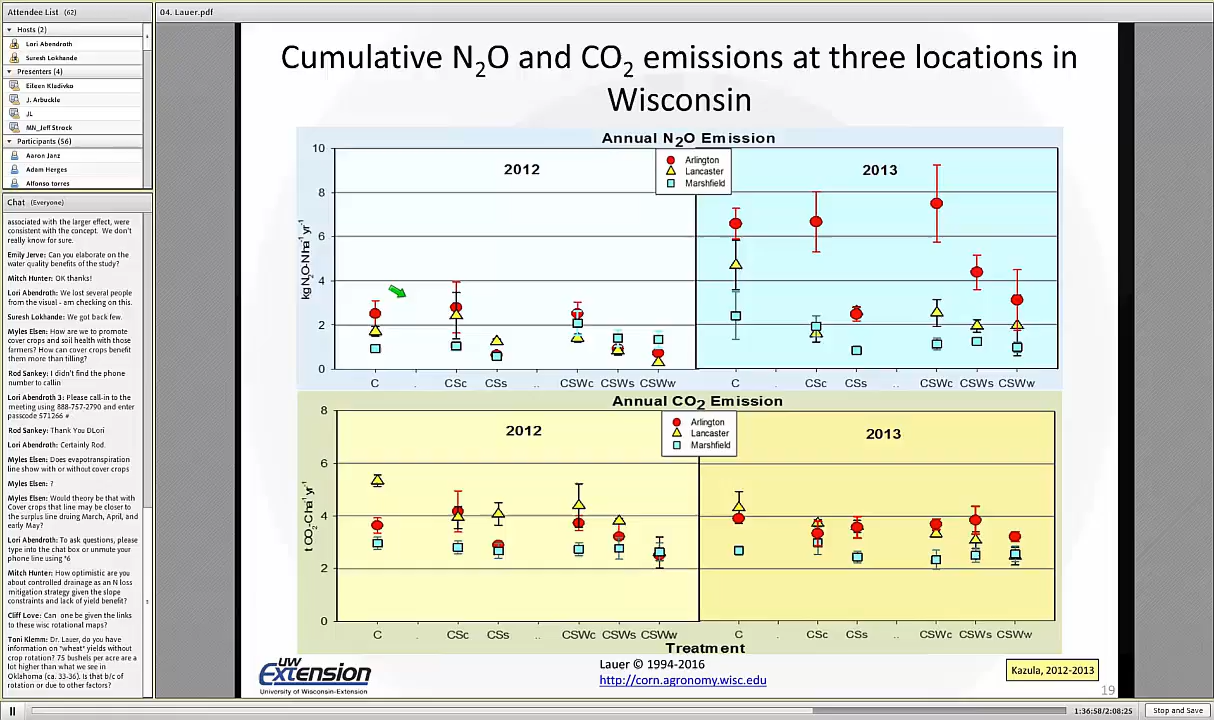 Attendee List (62)
Hosts (2)
Lori Abendroth
Suresh Lokhande
Presenters (4)
Eileen Kladivko
J. Arbuckle
JL
MN_Jeff Strock
Participants (56)
Aaron Janz
Adam Herges
Alfonso torres
Chat (Everyone)
associated with the larger effect, were
consistent with the concept. We don't
really know for sure.
Emily Jerve: Can you elaborate on the
water quality benefits of the study?
Mitch Hunter: OK thanks!
Lori Abendroth: We lost several people
from the visual - am checking on this.
Suresh Lokhande: We got back few.
Myles Elsen: How are we to promote
cover crops and soil health with those
farmers? How can cover crops benefit
them more than tilling?
Rod Sankey: I didn't find the phone
number to callin
Lori Abendroth 3: Please call-in to the
meeting using 888-757-2790 and enter
passcode 571266 #
Rod Sankey: Thank You DLori
Lori Abendroth: Certainly Rod.
Myles Elsen: Does evapotranspiration
line show with or without cover crops
Myles Elsen: ?
Myles Elsen: Would theory be that with
Cover crops that line may be closer to
the surplus line druing March, April, and
early May?
Lori Abendroth: To ask questions, please
type into the chat box or unmute your
phone line using *6
Mitch Hunter: How optimistic are you
about controlled drainage as an N loss
mitigation strategy given the slope
constraints and lack of yield benefit?
Cliff Love: Can one be given the links
to these wisc rotational maps?
Toni Klemm: Dr. Lauer, do you have
information on "wheat" yields without
crop rotation? 75 bushels per acre are a
lot higher than what we see in
Oklahoma (ca. 33-36). Is that b/c of
rotation or due to other factors?
04. Lauer.pdf
Cumulative N2O and CO2 emissions at three locations in
Wisconsin
Annual N2O Emission
kg N2O-N ha-1 yr-1
10
8
6
4
2
0
2012
Arlington
Lancaster
Marshfield
2013
C . CSc CSs .. CSWc CSWs CSWw
C . CSc CSs .. CSWc CSWs CSWw
Annual CO2 Emission
t CO2-C ha-1 yr-1
8
6
4
2
0
2012
Arlington
Lancaster
Marshfield
2013
C . CSc CSs .. CSWc CSWs CSWw
C . CSc CSs .. CSWc CSWs CSWw
Treatment
UW
Extension
University of Wisconsin-Extension
Lauer © 1994-2016
http://corn.agronomy.wisc.edu
Kazula, 2012-2013
19
1:36:58/2:08:25
Stop and Save